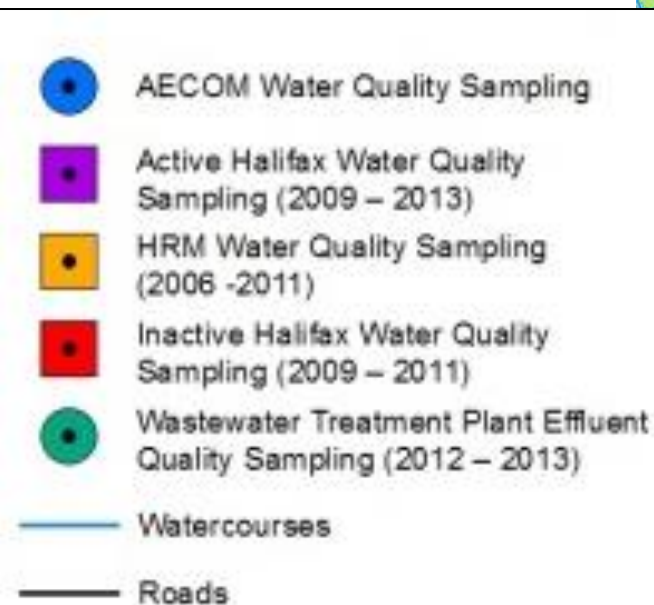 AECOM Water Quality Sampling
Active Halifax Water Quality
Sampling (2009 – 2013)
HRM Water Quality Sampling
(2006 -2011)
Inactive Halifax Water Quality
Sampling (2009 – 2011)
Wastewater Treatment Plant Effluent
Quality Sampling (2012 – 2013)
Watercourses
Roads